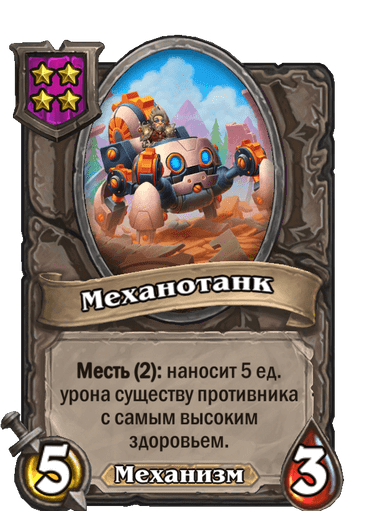 Механотанк
Месть (2): наносит 5 ед.
урона существу противника
с самым высоким
здоровьем.
5
Механизм
3